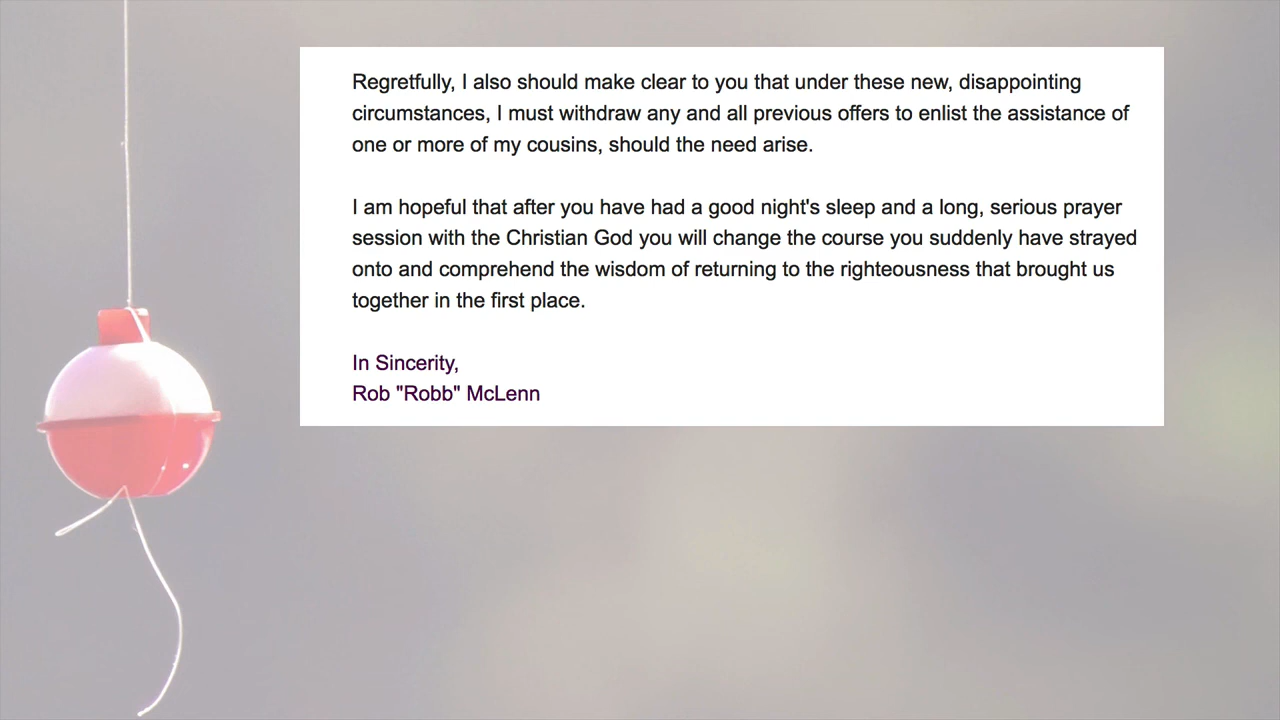 Regretfully, I also should make clear to you that under these new, disappointing
circumstances, I must withdraw any and all previous offers to enlist the assistance of
one or more of my cousins, should the need arise.
I am hopeful that after you have had a good night's sleep and a long, serious prayer
session with the Christian God you will change the course you suddenly have strayed
onto and comprehend the wisdom of returning to the righteousness that brought us
together in the first place.
In Sincerity,
Rob "Robb" McLenn